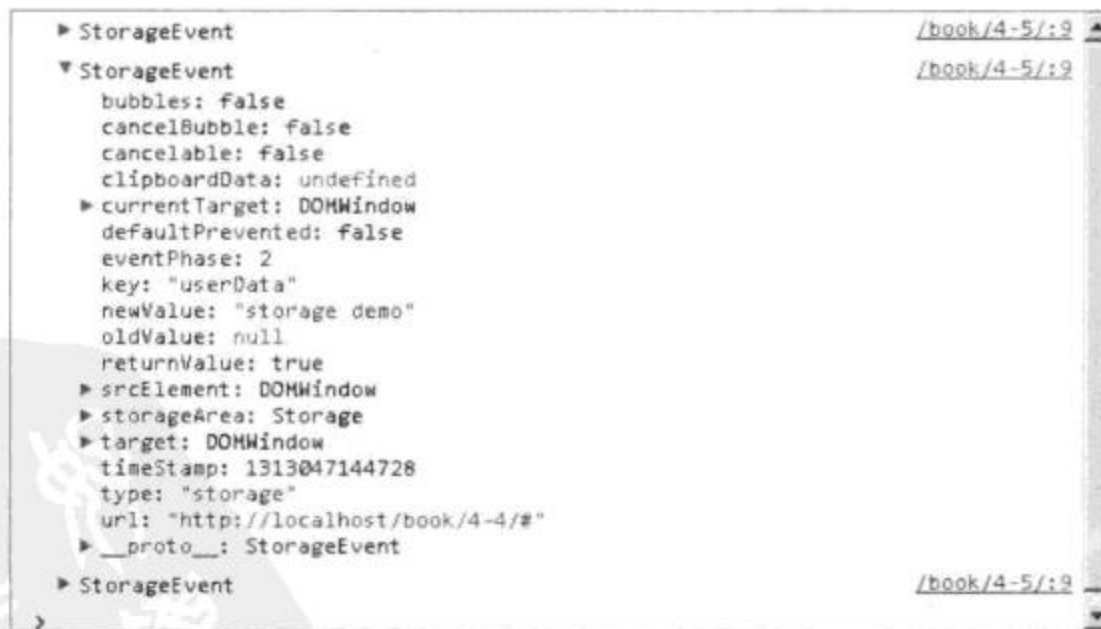 ▶ StorageEvent /book/4-5/:9
▼ StorageEvent /book/4-5/:9
bubbles: false
cancelBubble: false
cancelable: false
clipboardData: undefined
▶ currentTarget: DOMWindow
defaultPrevented: false
eventPhase: 2
key: "userData"
newValue: "storage demo"
oldValue: null
returnValue: true
▶ srcElement: DOMWindow
▶ storageArea: Storage
▶ target: DOMWindow
timeStamp: 1313047144728
type: "storage"
url: "http://localhost/book/4-4/#"
▶ __proto__: StorageEvent
▶ StorageEvent /book/4-5/:9
>